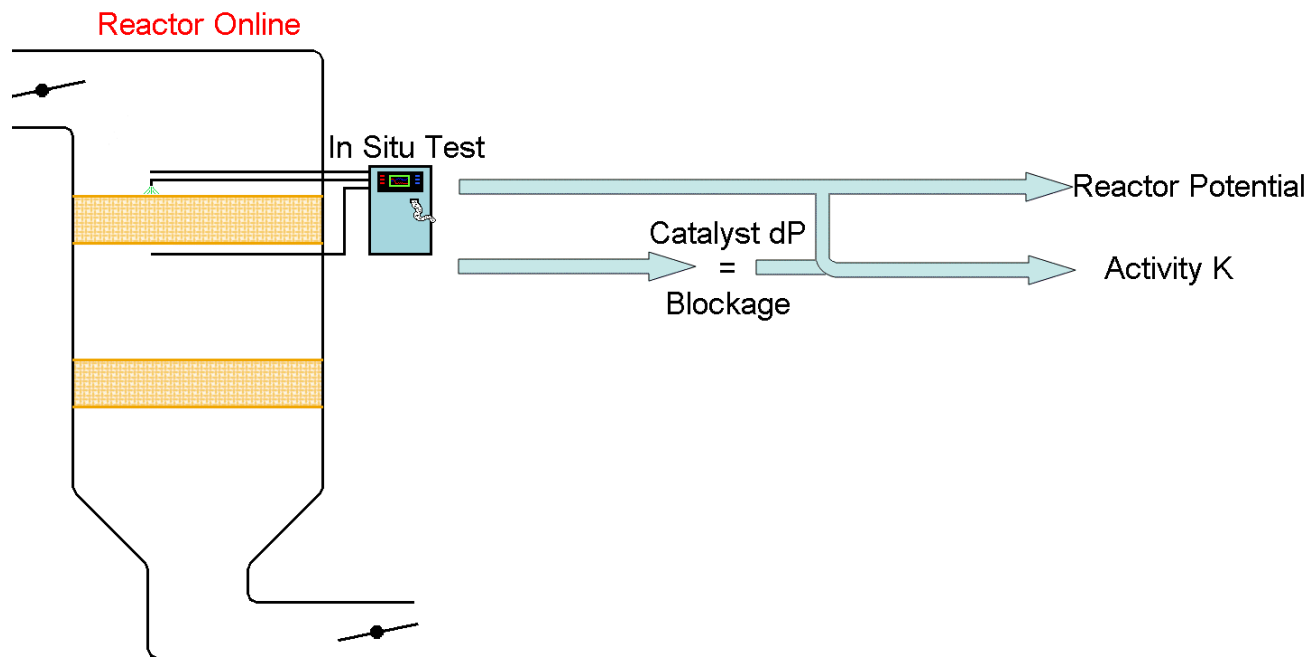 Reactor Online
In Situ Test
Reactor Potential
Catalyst dP
=
Blockage
Activity K